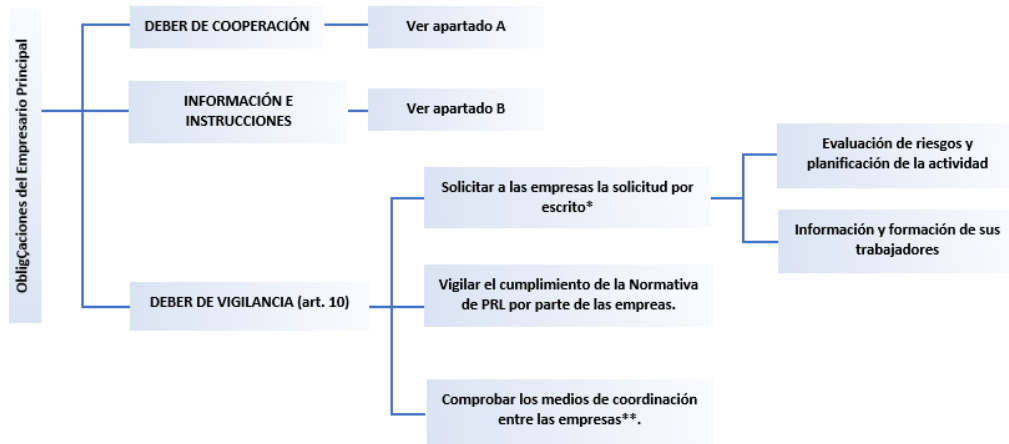 ObligÇaciones del Empresario Principal
DEBER DE COOPERACIÓN
Ver apartado A
INFORMACIÓN E
INSTRUCCIONES
Ver apartado B
DEBER DE VIGILANCIA (art. 10)
Solicitar a las empresas la solicitud por
escrito*
Evaluación de riesgos y
planificación de la actividad
Información y formación de sus
trabajadores
Vigilar el cumplimiento de la Normativa
de PRL por parte de las empreas.
Comprobar los medios de coordinación
entre las empresas**.